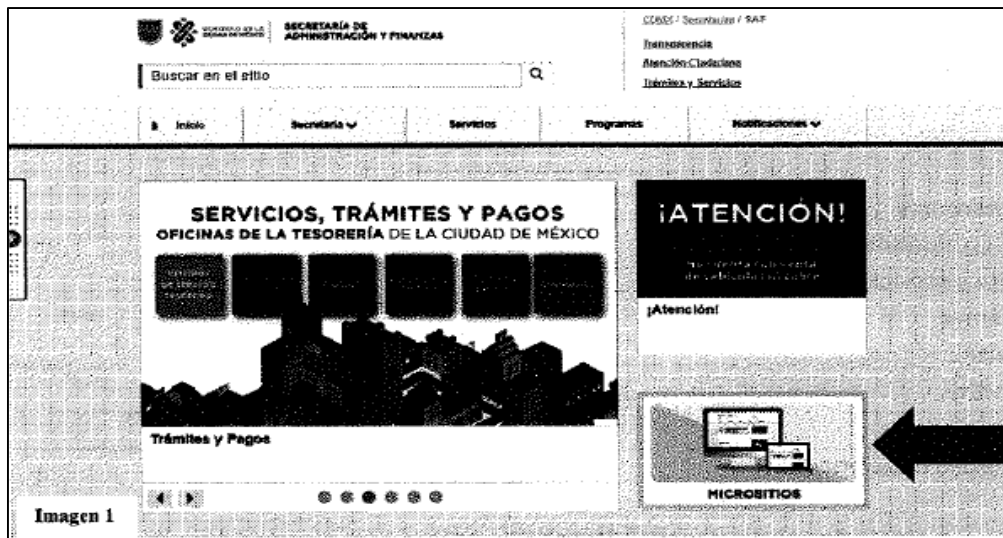 SECRETARÍA DE
ADMINISTRACIÓN Y FINANZAS
CDMX / Secretarías / SAF
Transparencia
Atención Ciudadana
Trámites y Servicios
Buscar en el sitio
Inicio
Secretaría
Servicios
Programas
Notificaciones
SERVICIOS, TRÁMITES Y PAGOS
OFICINAS DE LA TESORERÍA DE LA CIUDAD DE MÉXICO
¡ATENCIÓN!
¡Atención!
Trámites y Pagos
MICROSITIOS
Imagen 1